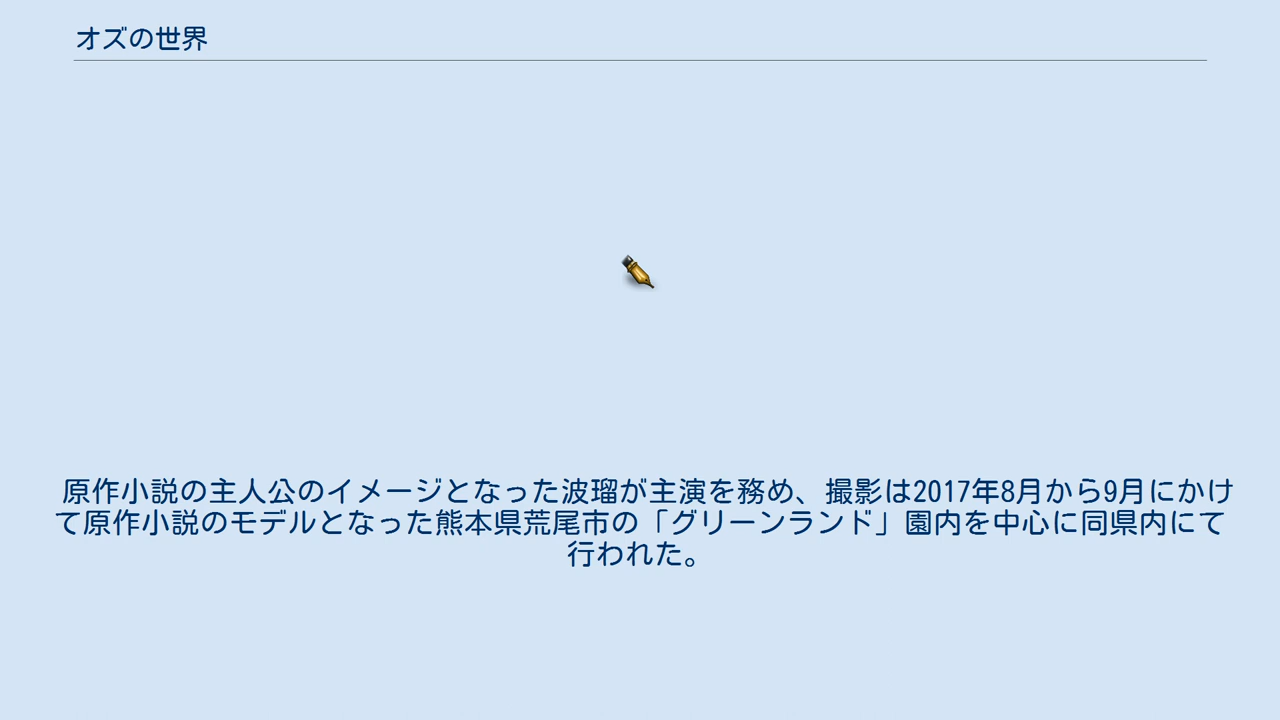 オズの世界
原作小説の主人公のイメージとなった波瑠が主演を務め、撮影は2017年8月から9月にかけ
て原作小説のモデルとなった熊本県荒尾市の「グリーンランド」園内を中心に同県内にて
行われた。